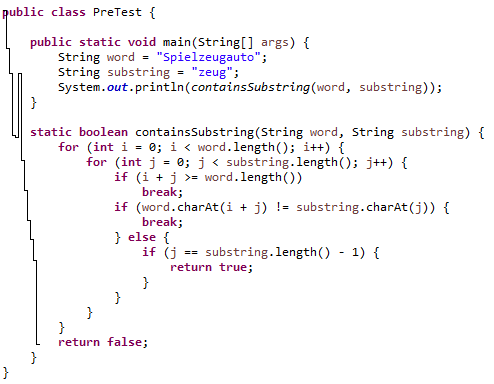 public class PreTest {
    public static void main(String[] args) {
        String word = "Spielzeugauto";
        String substring = "zeug";
        System.out.println(containsSubstring(word, substring));
    }
    static boolean containsSubstring(String word, String substring) {
        for (int i = 0; i < word.length(); i++) {
            for (int j = 0; j < substring.length(); j++) {
                if (i + j >= word.length())
                    break;
                if (word.charAt(i + j) != substring.charAt(j)) {
                    break;
                } else {
                    if (j == substring.length() - 1) {
                        return true;
                    }
                }
            }
        }
        return false;
    }
}